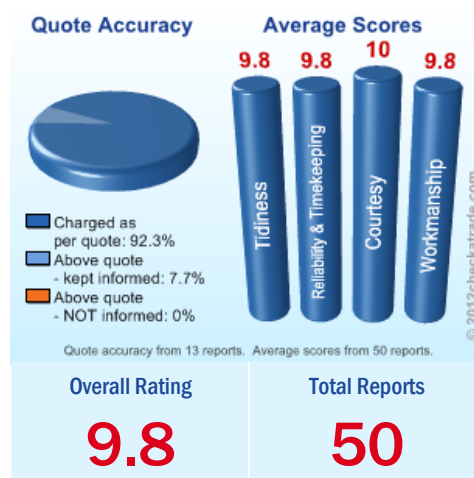 Quote Accuracy
Charged as
per quote: 92.3%
Above quote
- kept informed: 7.7%
Above quote
- NOT informed: 0%
Average Scores
9.8 9.8 10 9.8
Tidiness
Reliability & Timekeeping
Courtesy
Workmanship
© 2012checkatrade.com
Quote accuracy from 13 reports. Average scores from 50 reports.
Overall Rating
9.8
Total Reports
50